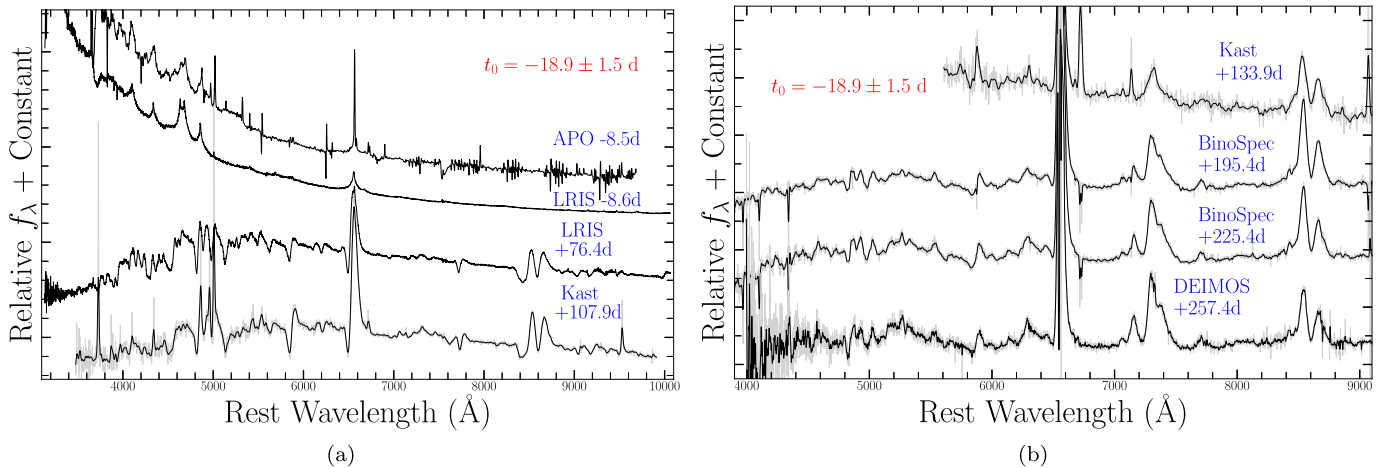 Relative f_λ + Constant
t₀ = −18.9 ± 1.5 d
APO -8.5d
LRIS -8.6d
LRIS
+76.4d
Kast
+107.9d
4000 5000 6000 7000 8000 9000 10000
Rest Wavelength (Å)
(a)
Relative f_λ + Constant
t₀ = −18.9 ± 1.5 d
Kast
+133.9d
BinoSpec
+195.4d
BinoSpec
+225.4d
DEIMOS
+257.4d
4000 5000 6000 7000 8000 9000
Rest Wavelength (Å)
(b)